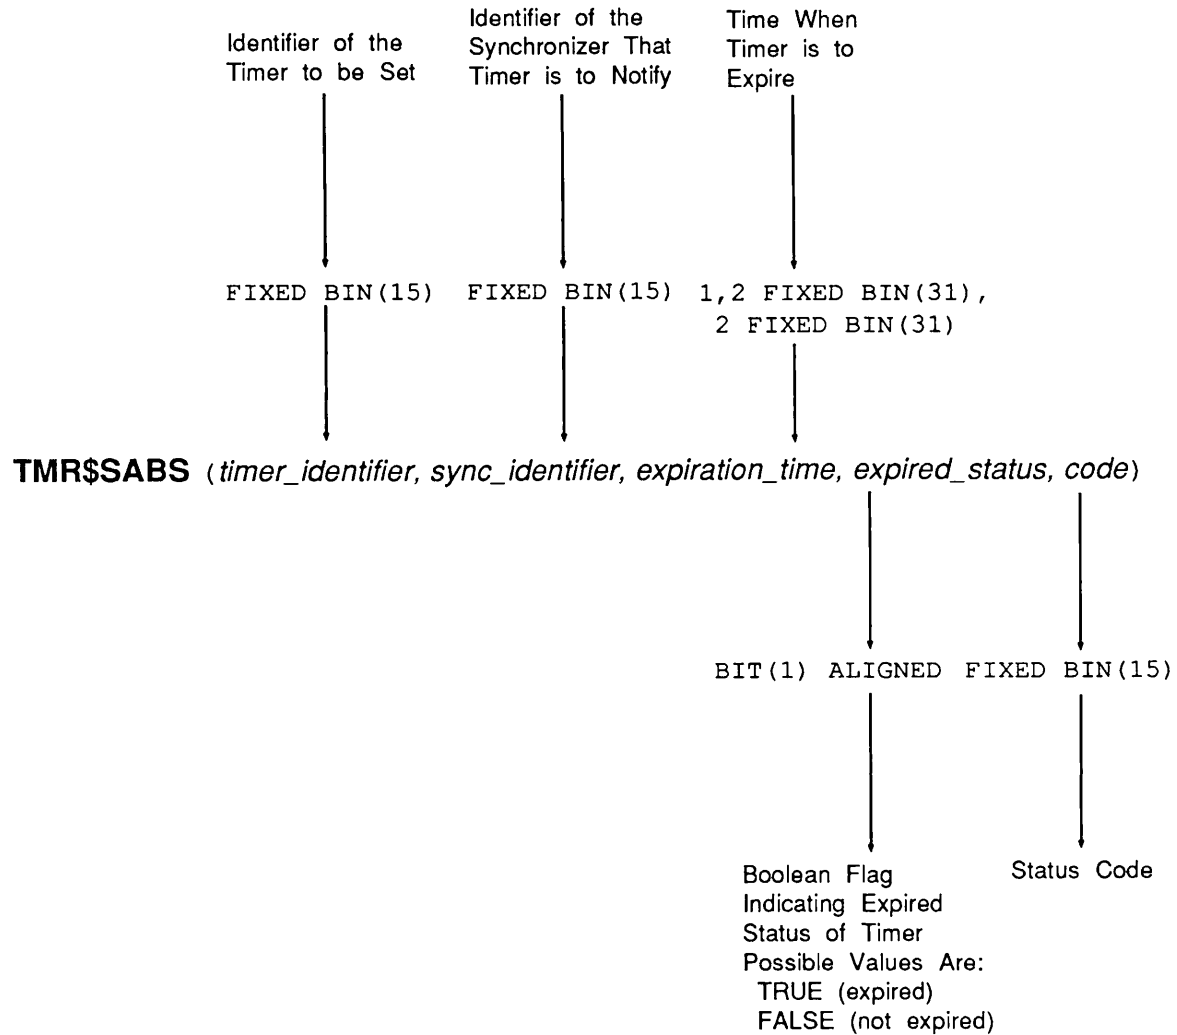 Identifier of the
Timer to be Set
Identifier of the
Synchronizer That
Timer is to Notify
Time When
Timer is to
Expire
FIXED BIN(15)
FIXED BIN(15)
1,2 FIXED BIN(31),
2 FIXED BIN(31)
TMR$SABS (timer_identifier, sync_identifier, expiration_time, expired_status, code)
BIT(1) ALIGNED
FIXED BIN(15)
Boolean Flag
Indicating Expired
Status of Timer
Possible Values Are:
TRUE (expired)
FALSE (not expired)
Status Code